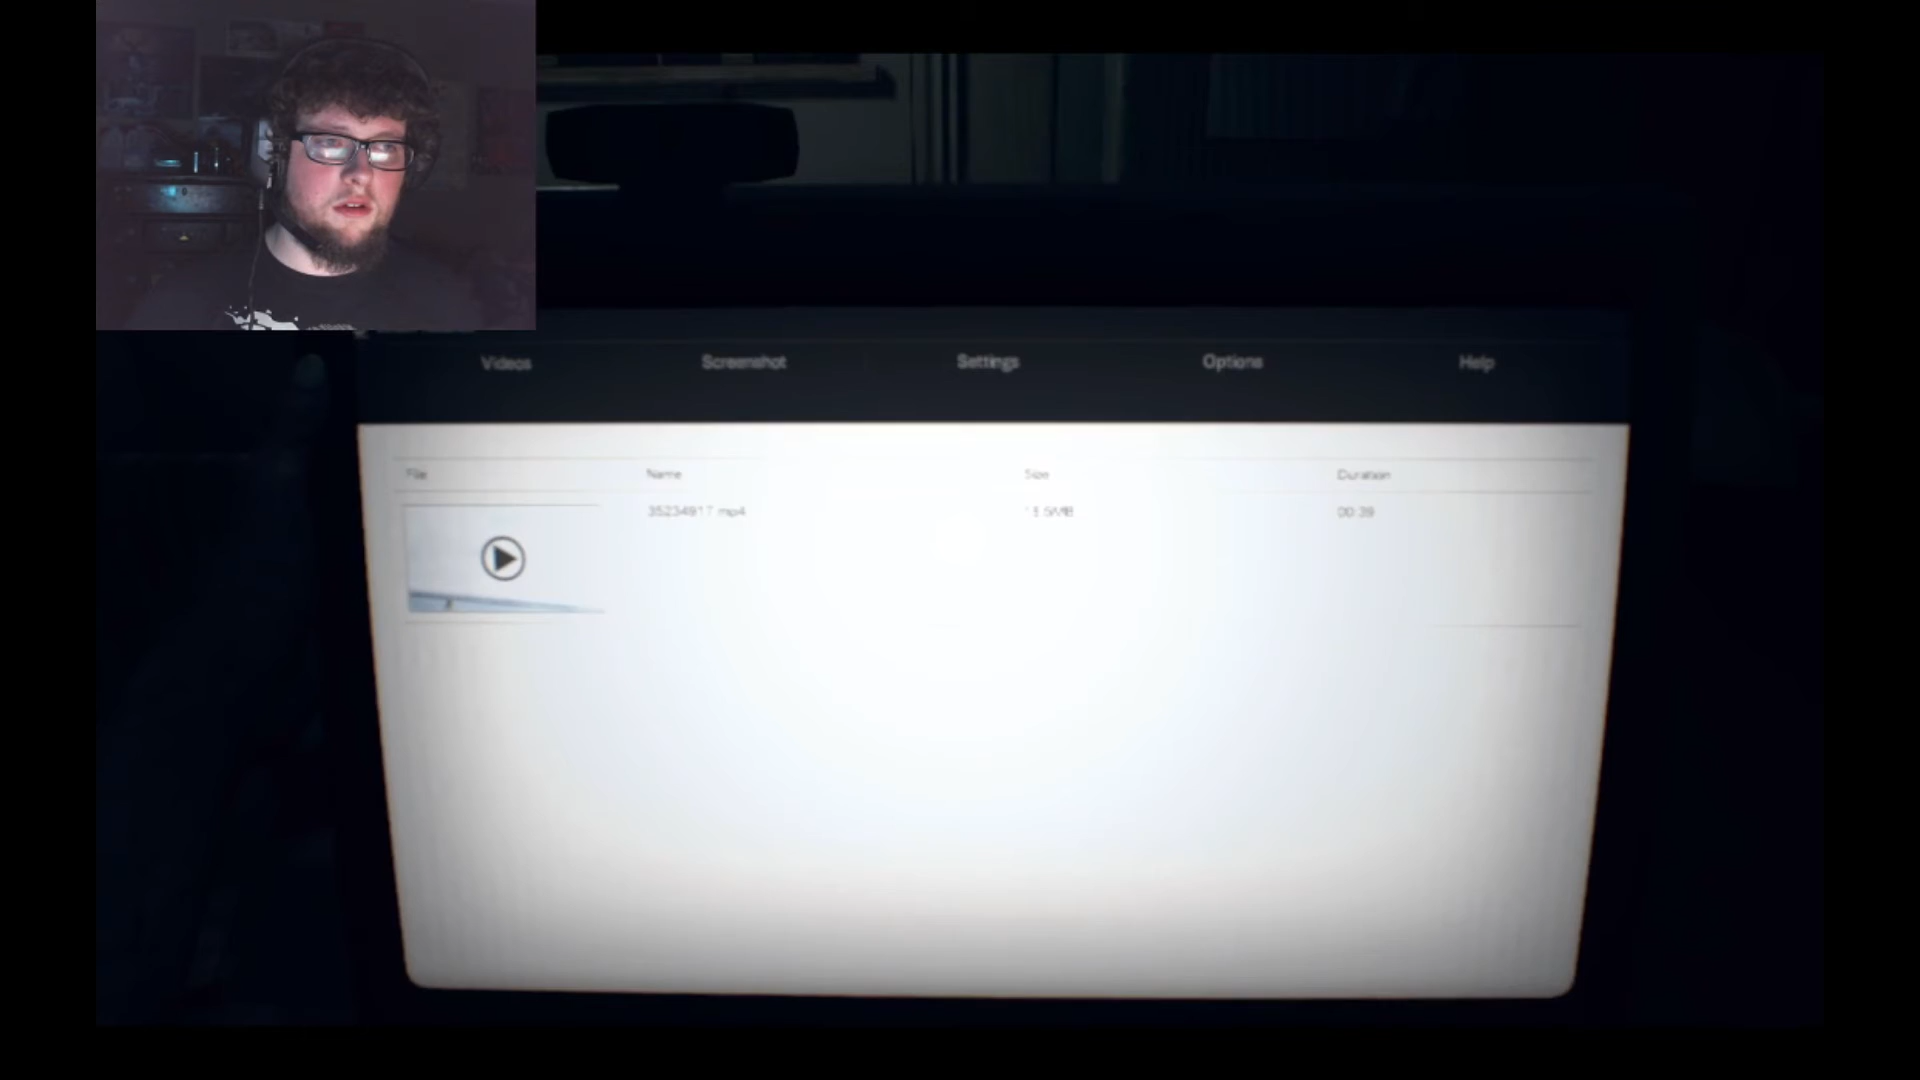 Videos Screenshot Settings Options Help
File Name Size Duration
35234917.mp4 00:39